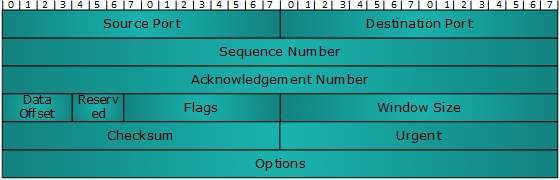 0 1 2 3 4 5 6 7 0 1 2 3 4 5 6 7 0 1 2 3 4 5 6 7 0 1 2 3 4 5 6 7
Source Port Destination Port
Sequence Number
Acknowledgement Number
Data
Offset
Reserv
ed
Flags Window Size
Checksum Urgent
Options